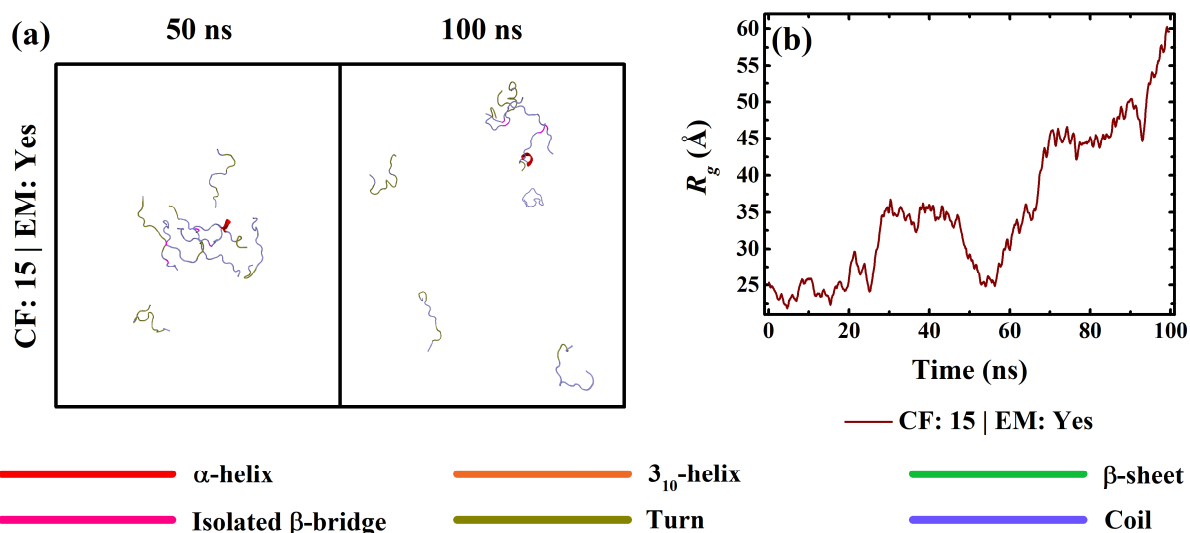 (a)
50 ns
100 ns
CF: 15 | EM: Yes
(b)
60
55
50
45
40
35
30
25
R_g (Å)
0 20 40 60 80 100
Time (ns)
CF: 15 | EM: Yes
α-helix
3₁₀-helix
β-sheet
Isolated β-bridge
Turn
Coil